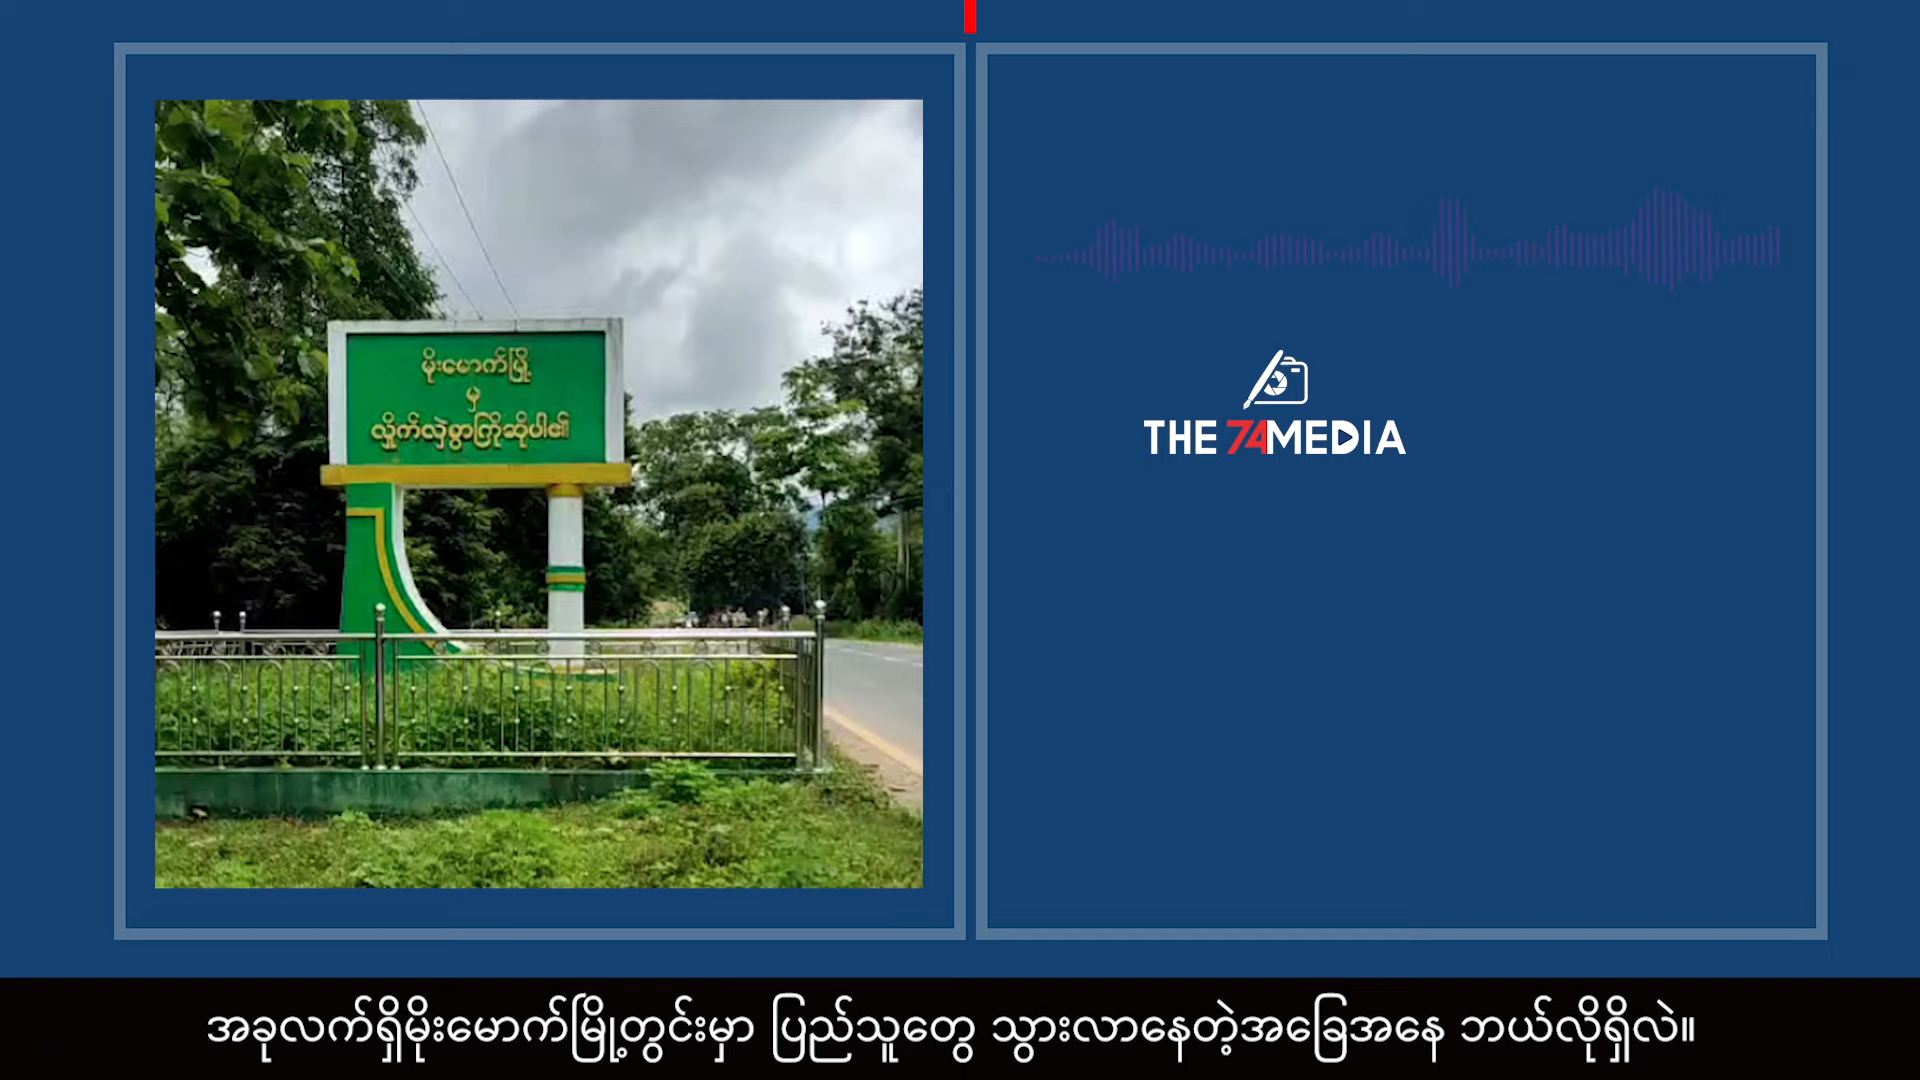 မိုးမောက်မြို့
မှ
လှိုက်လှဲစွာကြိုဆိုပါ၏
THE 74 MEDIA
အခုလက်ရှိမိုးမောက်မြို့တွင်းမှာ ပြည်သူတွေ သွားလာနေတဲ့အခြေအနေ ဘယ်လိုရှိလဲ။